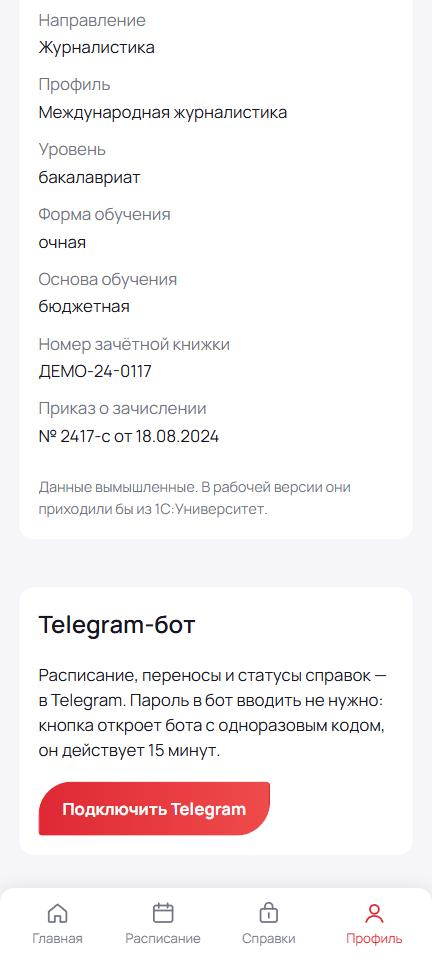 Направление
Журналистика
Профиль
Международная журналистика
Уровень
бакалавриат
Форма обучения
очная
Основа обучения
бюджетная
Номер зачётной книжки
ДЕМО-24-0117
Приказ о зачислении
№ 2417-с от 18.08.2024
Данные вымышленные. В рабочей версии они
приходили бы из 1С:Университет.
Telegram-бот
Расписание, переносы и статусы справок —
в Telegram. Пароль в бот вводить не нужно:
кнопка откроет бота с одноразовым кодом,
он действует 15 минут.
Подключить Telegram
Главная
Расписание
Справки
Профиль